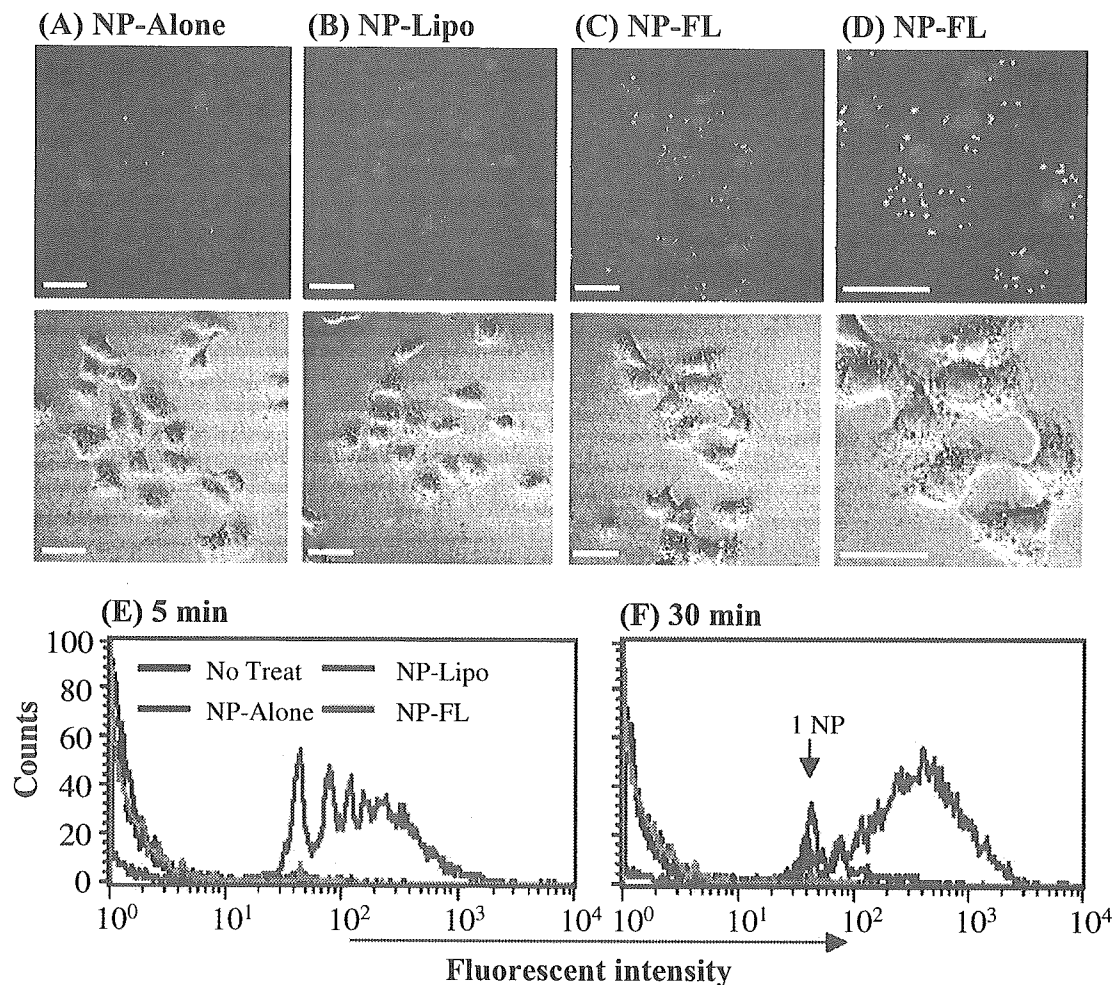 (A) NP-Alone
(B) NP-Lipo
(C) NP-FL
(D) NP-FL
(E) 5 min
(F) 30 min
100
80
60
40
20
0
Counts
No Treat
NP-Lipo
NP-Alone
NP-FL
1 NP
10^0
10^1
10^2
10^3
10^4
10^0
10^1
10^2
10^3
10^4
Fluorescent intensity